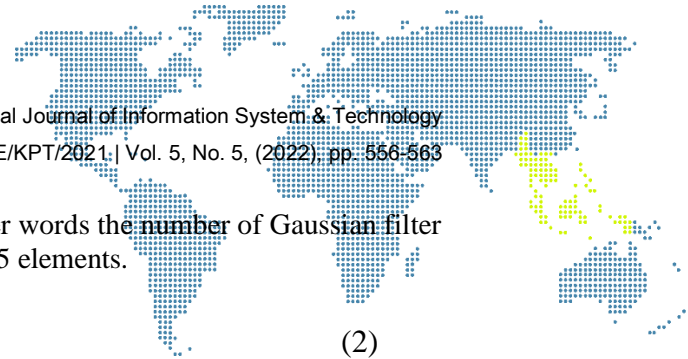 al Journal of Information System & Technology
E/KPT/2021 | Vol. 5, No. 5, (2022), pp. 556-563
er words the number of Gaussian filter
5 elements.
(2)